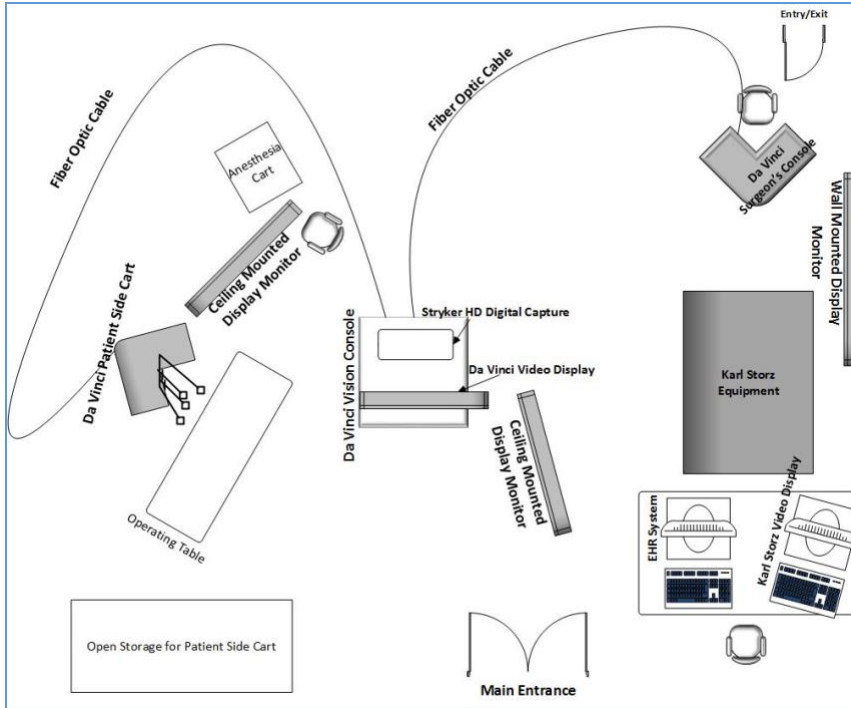 Entry/Exit
Fiber Optic Cable
Fiber Optic Cable
Anesthesia
Cart
Da Vinci
Surgeon's Console
Wall Mounted Display
Monitor
Ceiling Mounted
Display Monitor
Da Vinci Patient Side Cart
Stryker HD Digital Capture
Da Vinci Vision Console
Da Vinci Video Display
Karl Storz
Equipment
Ceiling Mounted
Display Monitor
Operating Table
EHR System
Karl Storz Video Display
Open Storage for Patient Side Cart
Main Entrance